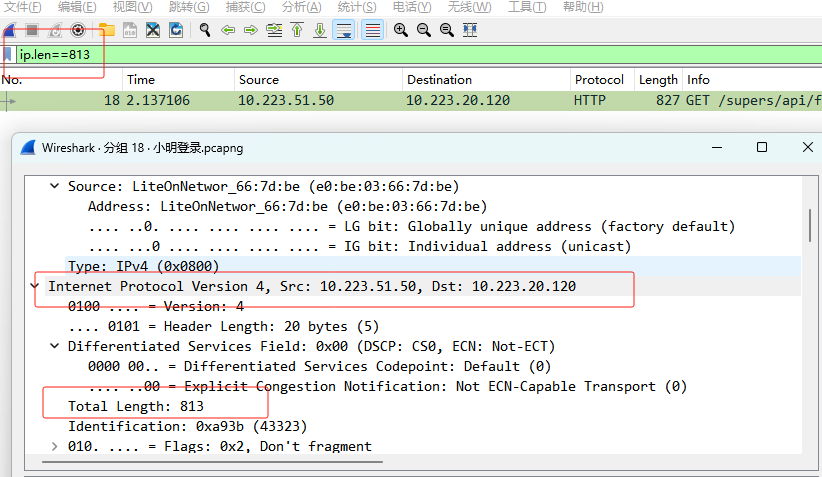 文件(F) 编辑(E) 视图(V) 跳转(G) 捕获(C) 分析(A) 统计(S) 电话(Y) 无线(W) 工具(T) 帮助(H)
ip.len==813
No. Time Source Destination Protocol Length Info
18 2.137106 10.223.51.50 10.223.20.120 HTTP 827 GET /supers/api/f
Wireshark · 分组 18 · 小明登录.pcapng
Source: LiteOnNetwor_66:7d:be (e0:be:03:66:7d:be)
Address: LiteOnNetwor_66:7d:be (e0:be:03:66:7d:be)
.... ..0. .... .... .... .... = LG bit: Globally unique address (factory default)
.... ...0 .... .... .... .... = IG bit: Individual address (unicast)
Type: IPv4 (0x0800)
Internet Protocol Version 4, Src: 10.223.51.50, Dst: 10.223.20.120
0100 .... = Version: 4
.... 0101 = Header Length: 20 bytes (5)
Differentiated Services Field: 0x00 (DSCP: CS0, ECN: Not-ECT)
0000 00.. = Differentiated Services Codepoint: Default (0)
.... ..00 = Explicit Congestion Notification: Not ECN-Capable Transport (0)
Total Length: 813
Identification: 0xa93b (43323)
010. .... = Flags: 0x2, Don't fragment